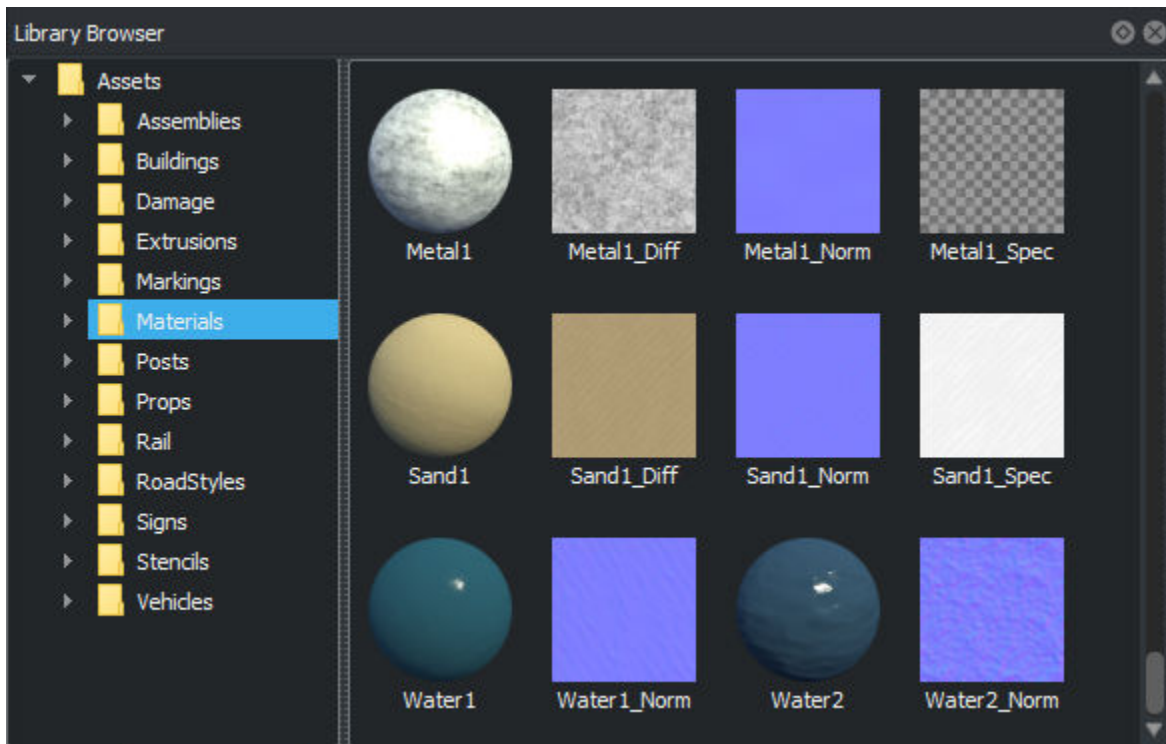 Library Browser
Assets
Assemblies
Buildings
Damage
Extrusions
Markings
Materials
Posts
Props
Rail
RoadStyles
Signs
Stencils
Vehicles
Metal1 Metal1_Diff Metal1_Norm Metal1_Spec
Sand1 Sand1_Diff Sand1_Norm Sand1_Spec
Water1 Water1_Norm Water2 Water2_Norm